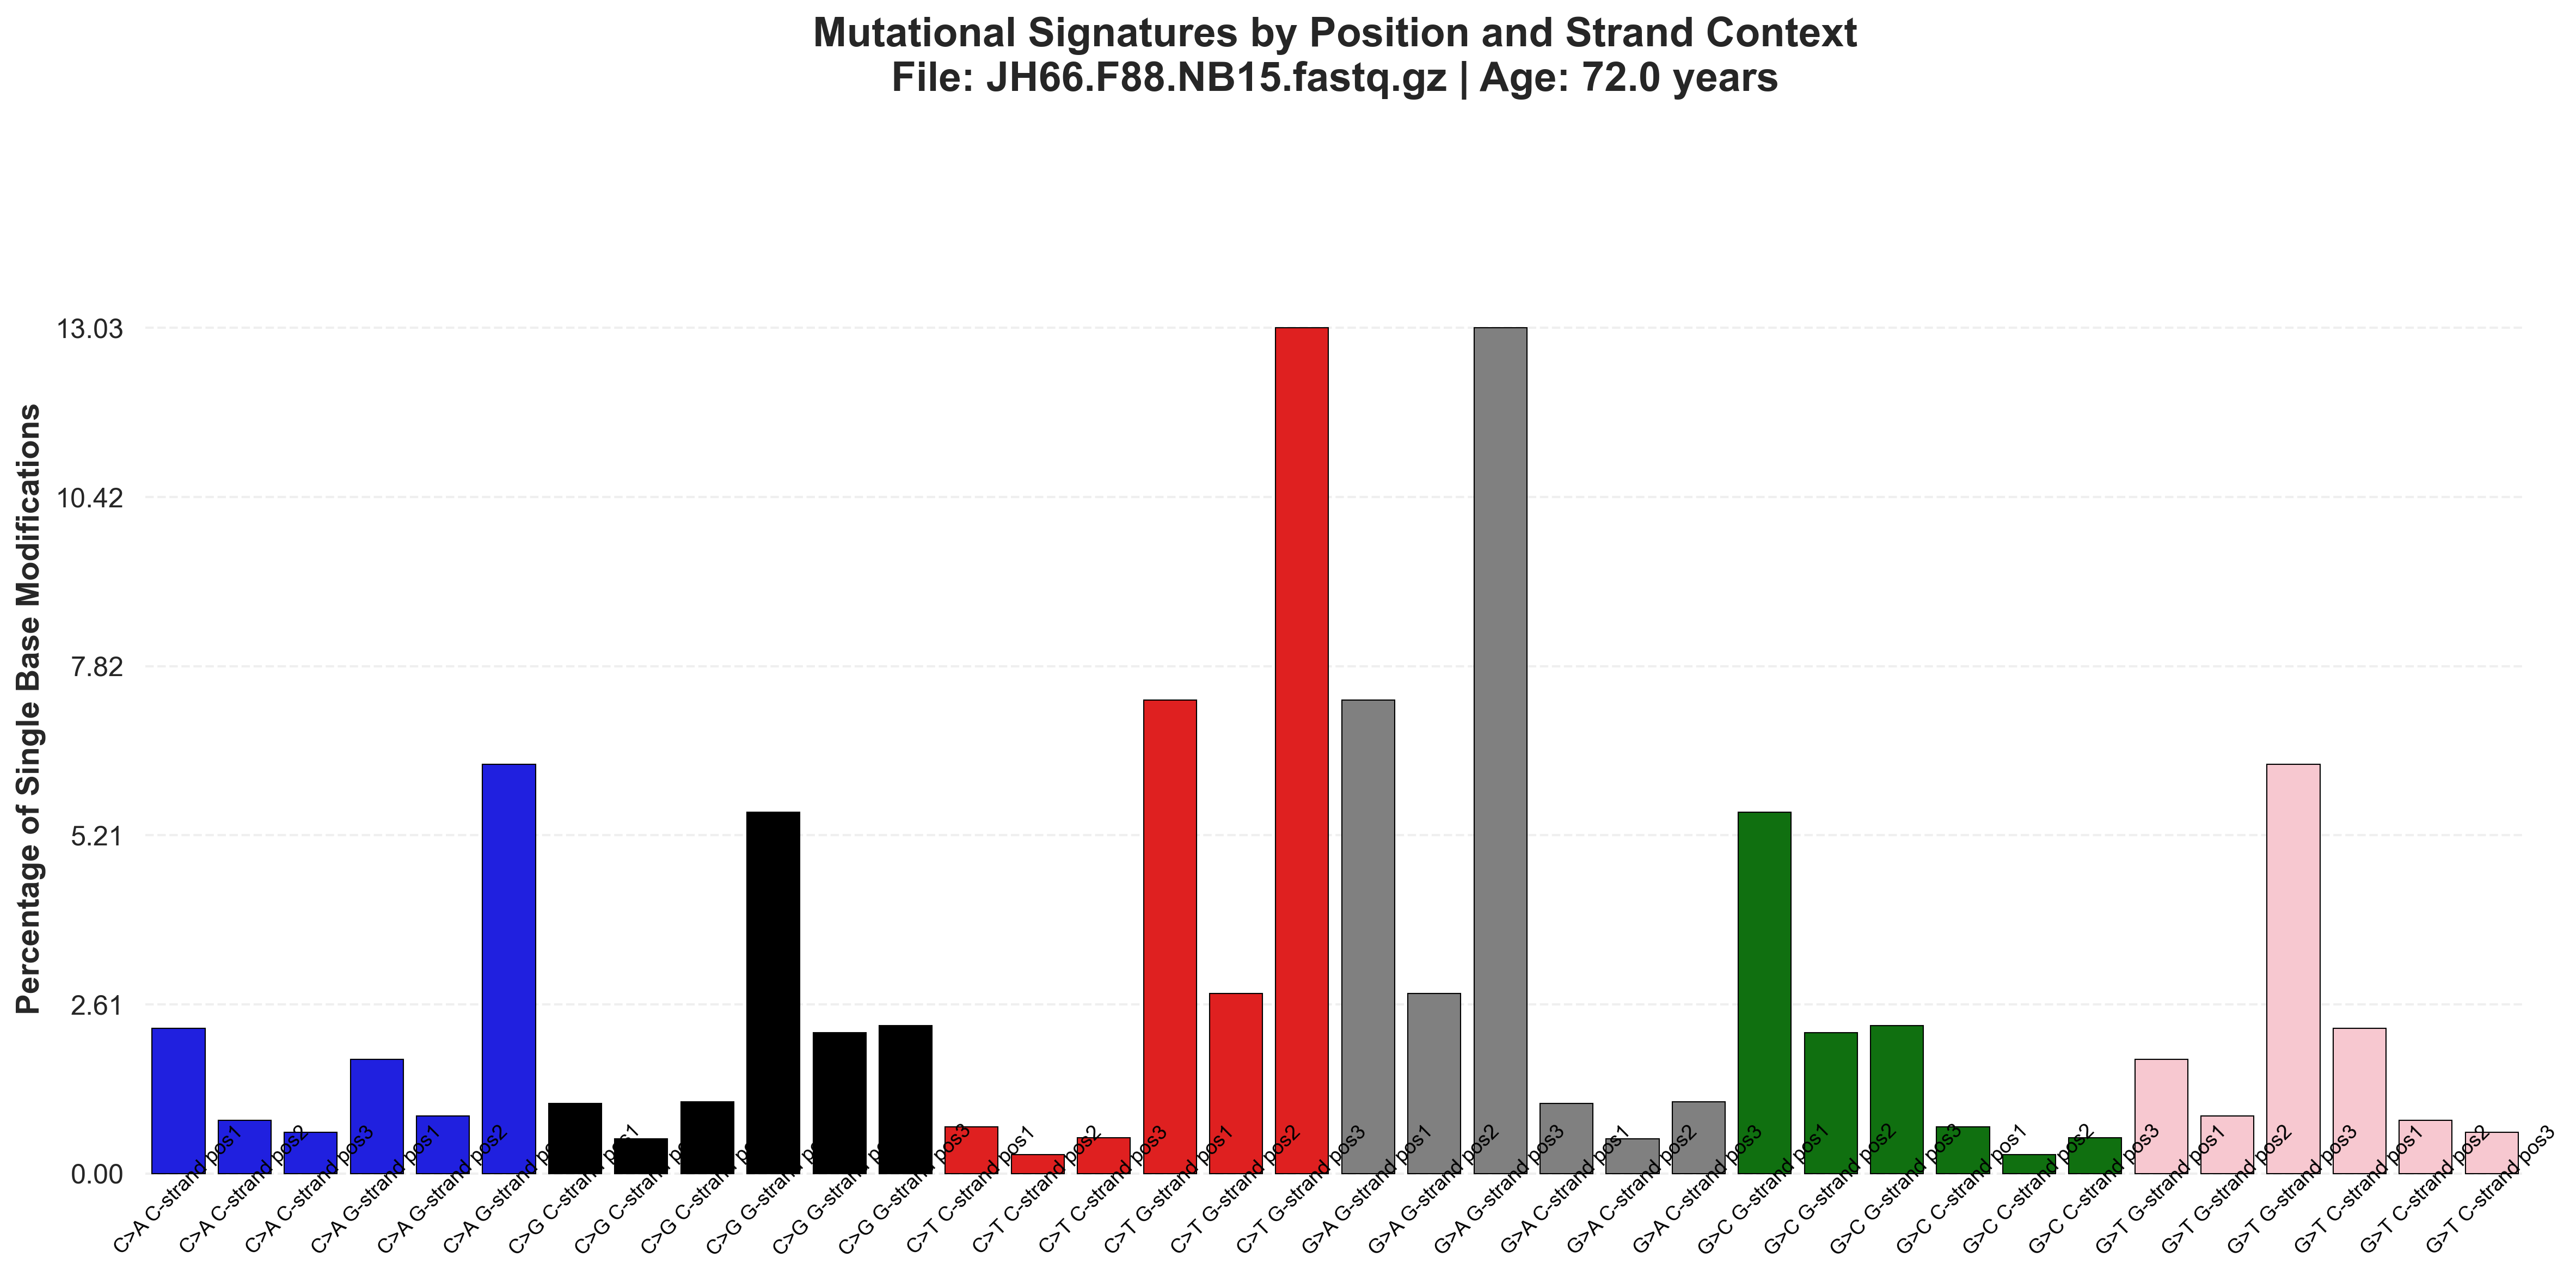 Mutational Signatures by Position and Strand Context
File: JH66.F88.NB15.fastq.gz | Age: 72.0 years
Percentage of Single Base Modifications
13.03
10.42
7.82
5.21
2.61
0.00
C>A C-strand pos1
C>A C-strand pos2
C>A C-strand pos3
C>A G-strand pos1
C>A G-strand pos2
C>A G-strand pos3
C>G C-strand pos1
C>G C-strand pos2
C>G C-strand pos3
C>G G-strand pos1
C>G G-strand pos2
C>G G-strand pos3
C>T C-strand pos1
C>T C-strand pos2
C>T C-strand pos3
C>T G-strand pos1
C>T G-strand pos2
C>T G-strand pos3
G>A G-strand pos1
G>A G-strand pos2
G>A G-strand pos3
G>A C-strand pos1
G>A C-strand pos2
G>A C-strand pos3
G>C G-strand pos1
G>C G-strand pos2
G>C G-strand pos3
G>C C-strand pos1
G>C C-strand pos2
G>C C-strand pos3
G>T G-strand pos1
G>T G-strand pos2
G>T G-strand pos3
G>T C-strand pos1
G>T C-strand pos2
G>T C-strand pos3